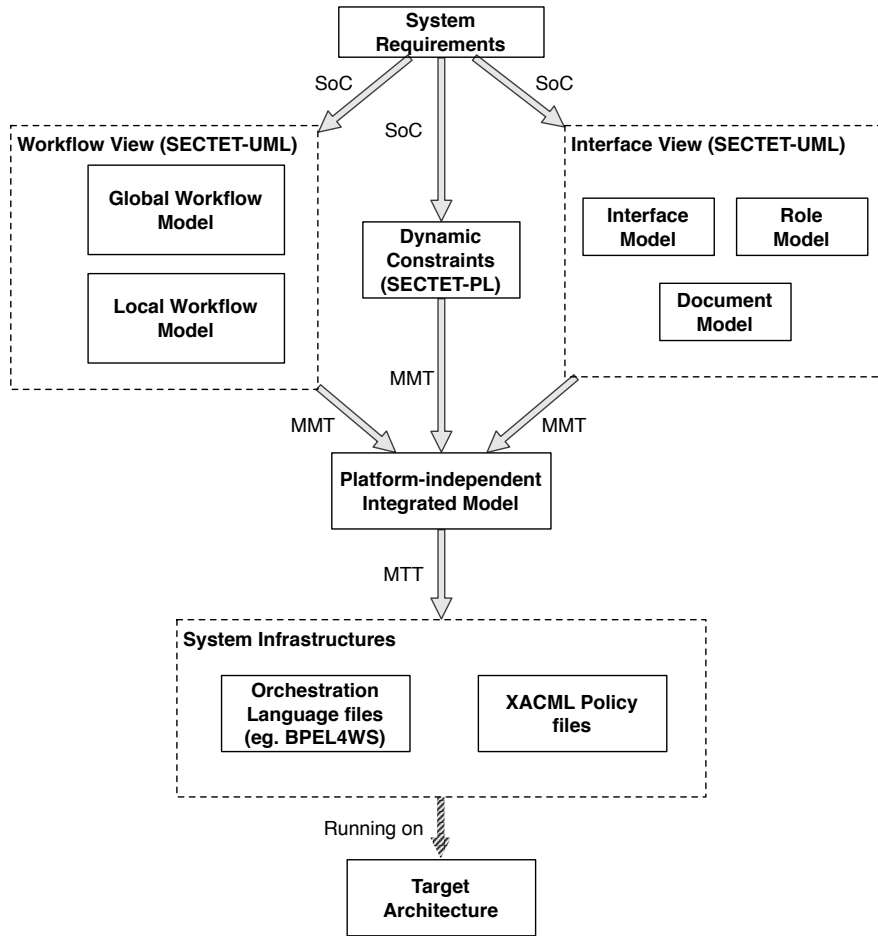 System
Requirements
SoC
SoC
SoC
Workflow View (SECTET-UML)
Global Workflow
Model
Local Workflow
Model
Dynamic
Constraints
(SECTET-PL)
Interface View (SECTET-UML)
Interface
Model
Role
Model
Document
Model
MMT
MMT
MMT
Platform-independent
Integrated Model
MTT
System Infrastructures
Orchestration
Language files
(eg. BPEL4WS)
XACML Policy
files
Running on
Target
Architecture